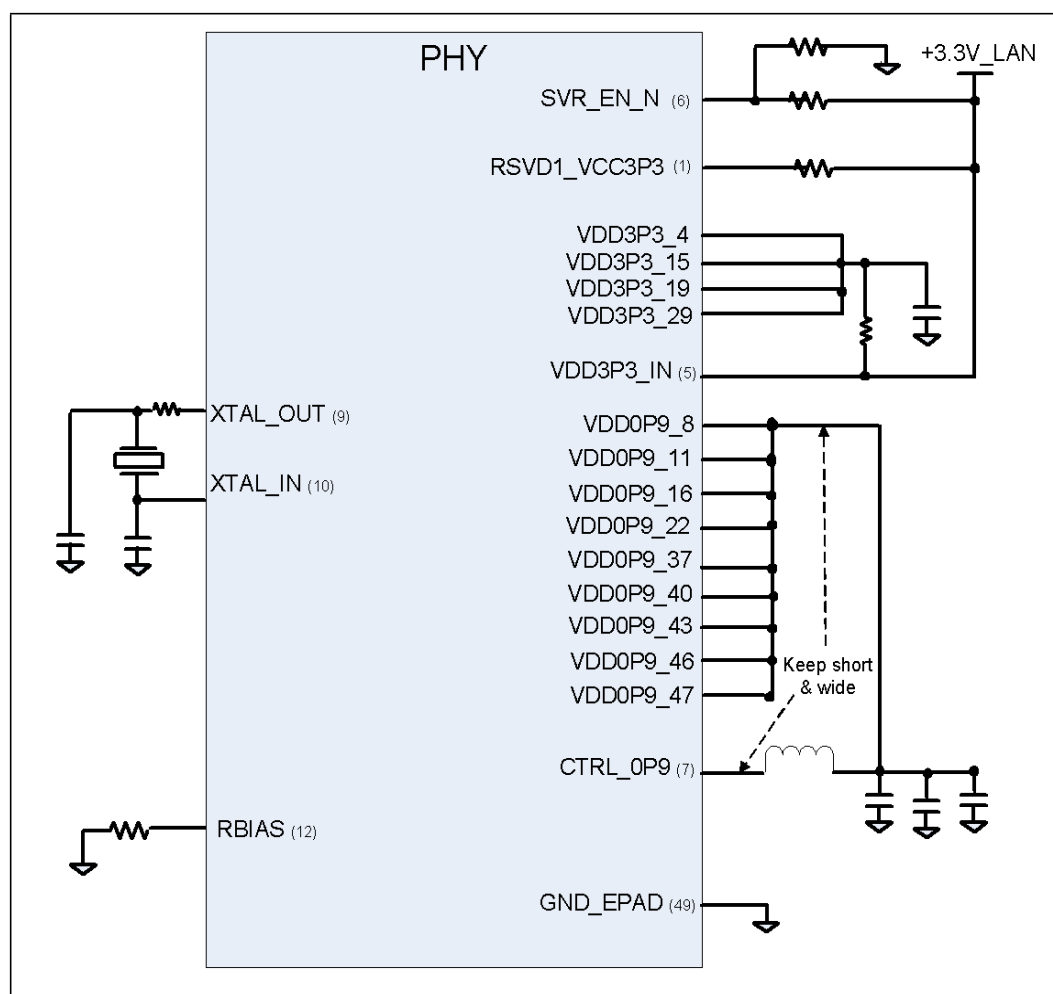 PHY
+3.3V_LAN
SVR_EN_N (6)
RSVD1_VCC3P3 (1)
VDD3P3_4
VDD3P3_15
VDD3P3_19
VDD3P3_29
VDD3P3_IN (5)
XTAL_OUT (9)
XTAL_IN (10)
VDD0P9_8
VDD0P9_11
VDD0P9_16
VDD0P9_22
VDD0P9_37
VDD0P9_40
VDD0P9_43
VDD0P9_46
VDD0P9_47
Keep short
& wide
CTRL_0P9 (7)
RBIAS (12)
GND_EPAD (49)